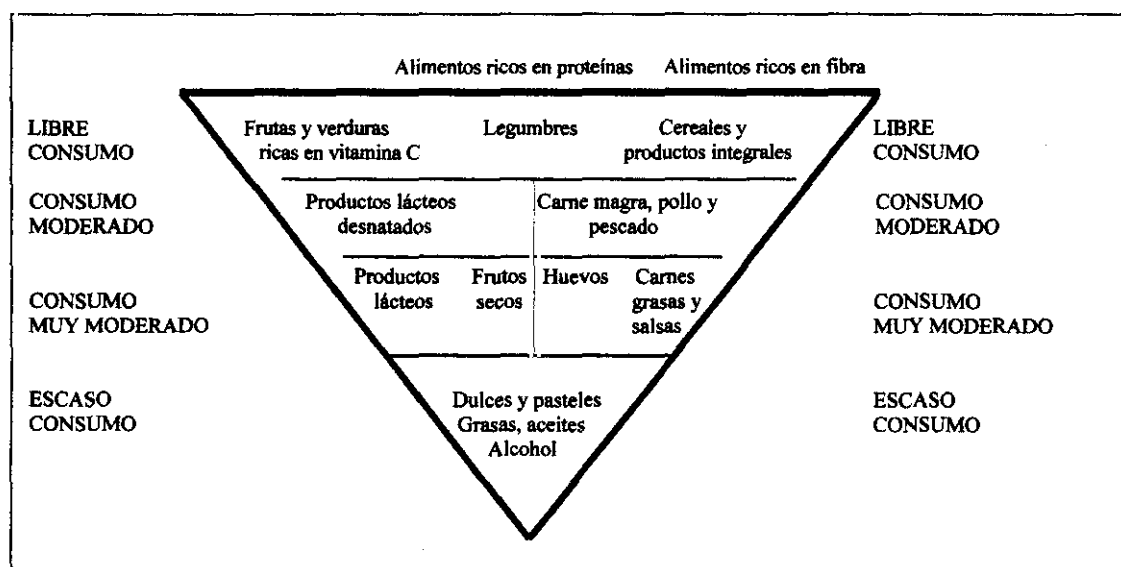 Alimentos ricos en proteínas Alimentos ricos en fibra
LIBRE
CONSUMO
Frutas y verduras
ricas en vitamina C
Legumbres
Cereales y
productos integrales
LIBRE
CONSUMO
CONSUMO
MODERADO
Productos lácteos
desnatados
Carne magra, pollo y
pescado
CONSUMO
MODERADO
CONSUMO
MUY MODERADO
Productos
lácteos
Frutos
secos
Huevos
Carnes
grasas y
salsas
CONSUMO
MUY MODERADO
ESCASO
CONSUMO
Dulces y pasteles
Grasas, aceites
Alcohol
ESCASO
CONSUMO